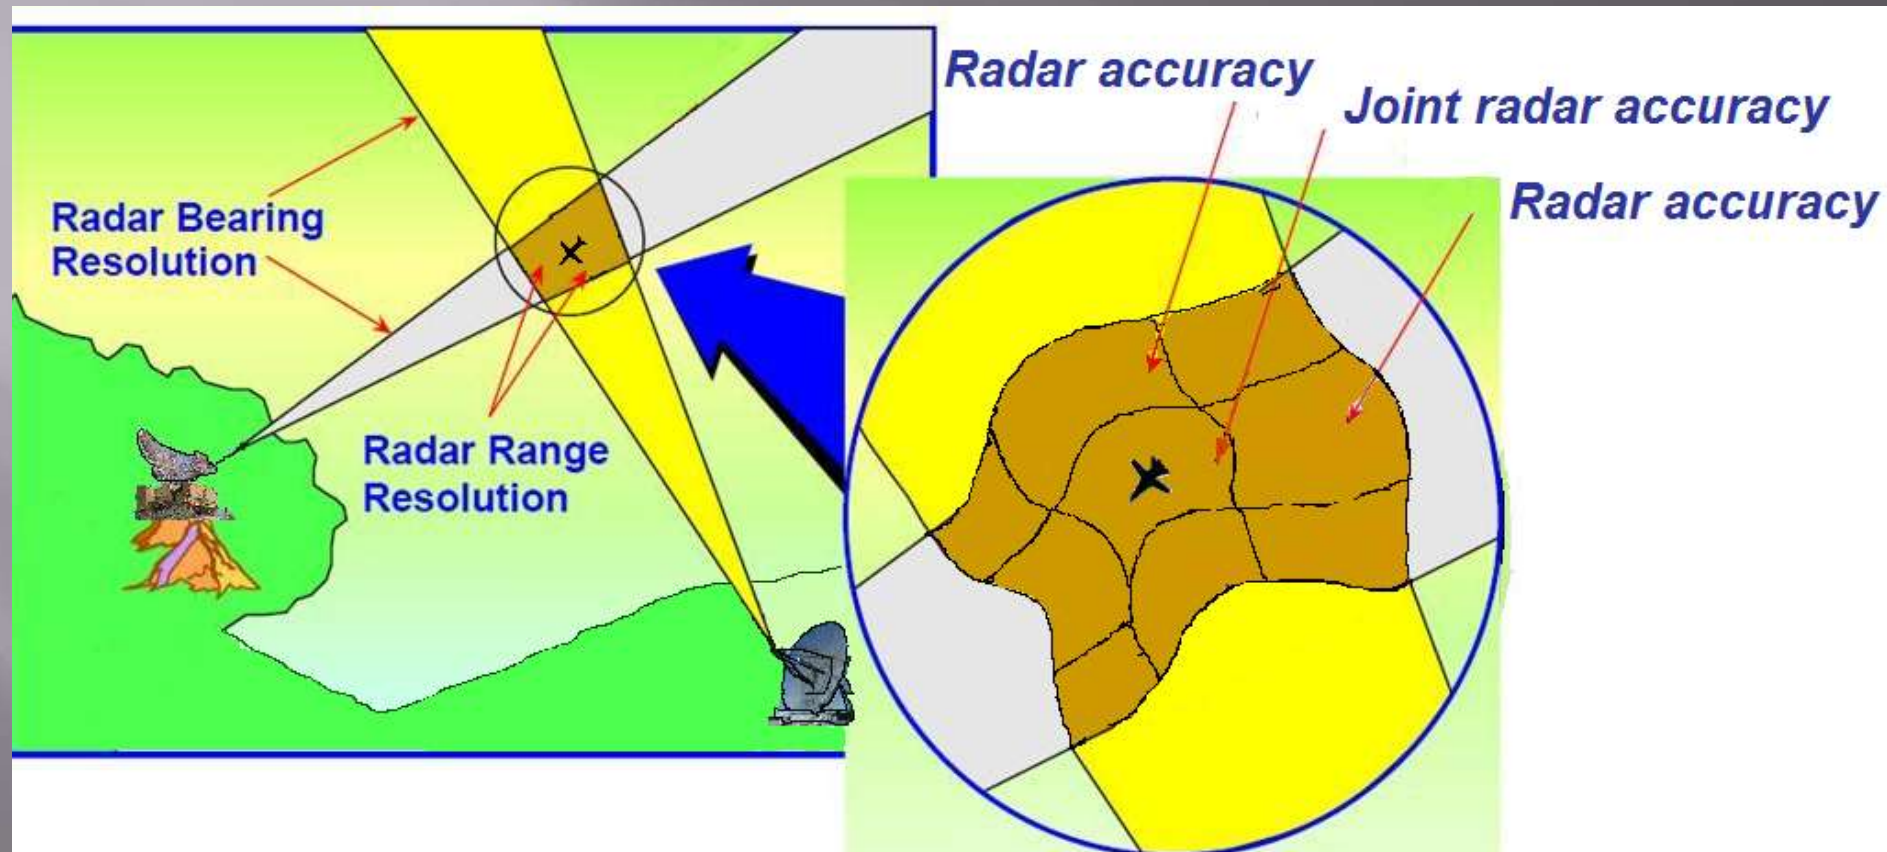 Radar accuracy
Joint radar accuracy
Radar accuracy
Radar Bearing
Resolution
Radar Range
Resolution